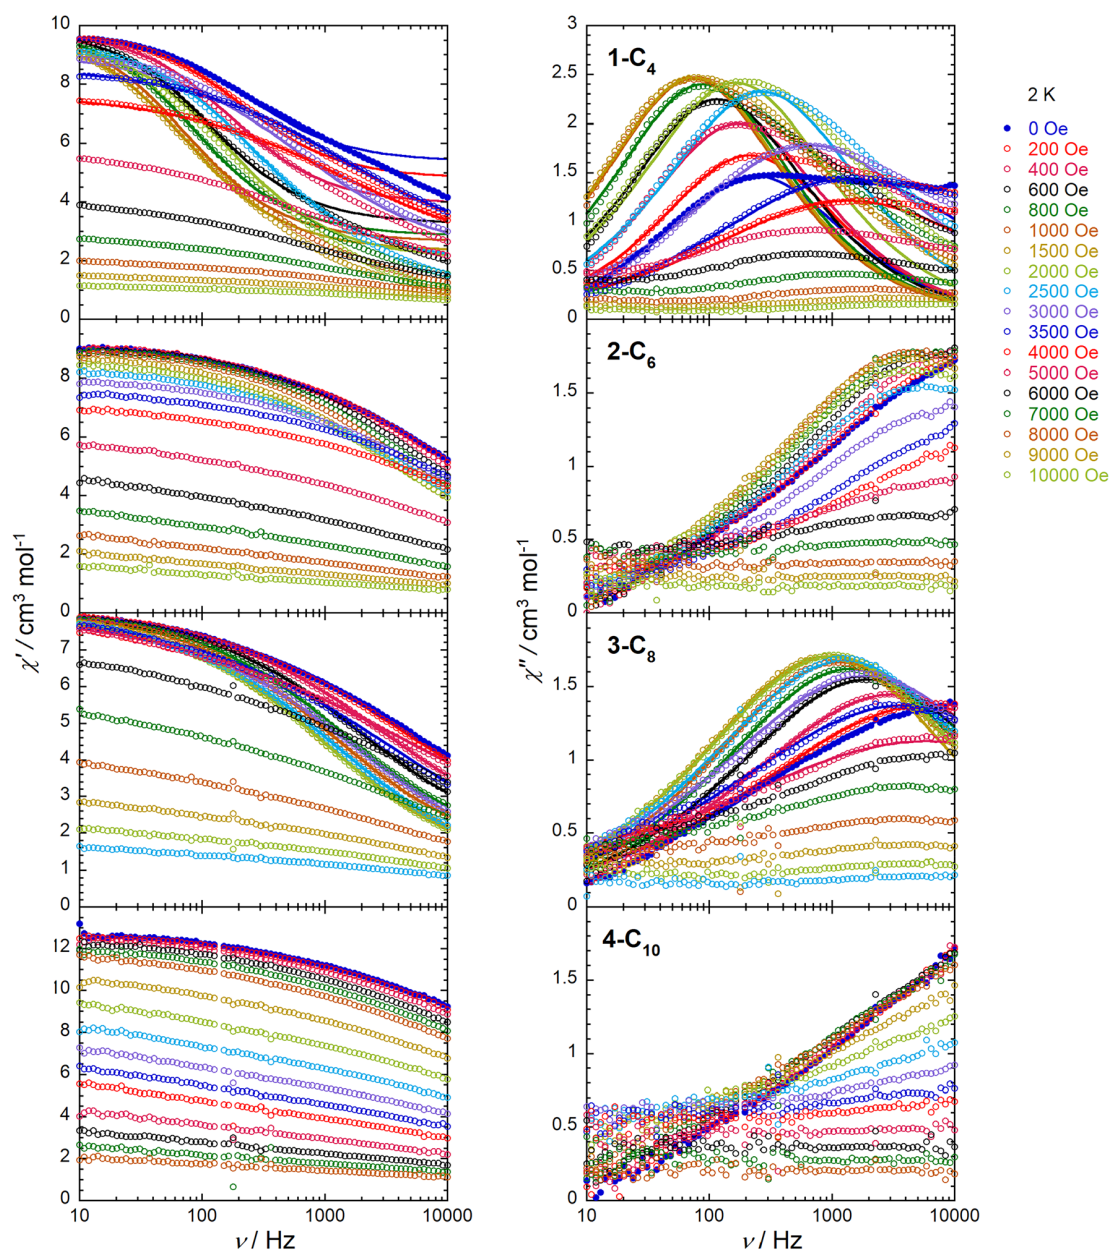 10
8
6
4
2
0
8
6
4
2
0
7
6
5
4
3
2
1
0
12
10
8
6
4
2
0
10
100
1000
10000
ν / Hz
χ′ / cm³ mol⁻¹
3
2.5
2
1.5
1
0.5
0
1.5
1
0.5
0
1.5
1
0.5
0
1.5
1
0.5
0
10
100
1000
10000
ν / Hz
χ″ / cm³ mol⁻¹
1-C₄
2-C₆
3-C₈
4-C₁₀
2 K
0 Oe
200 Oe
400 Oe
600 Oe
800 Oe
1000 Oe
1500 Oe
2000 Oe
2500 Oe
3000 Oe
3500 Oe
4000 Oe
5000 Oe
6000 Oe
7000 Oe
8000 Oe
9000 Oe
10000 Oe